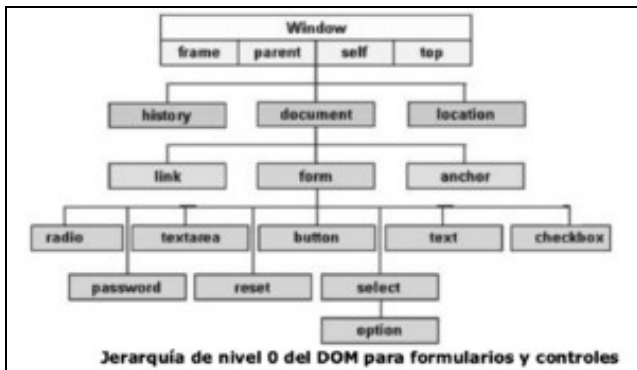 Window
frame parent self top
history document location
link form anchor
radio textarea button text checkbox
password reset select
option
Jerarquía de nivel 0 del DOM para formularios y controles